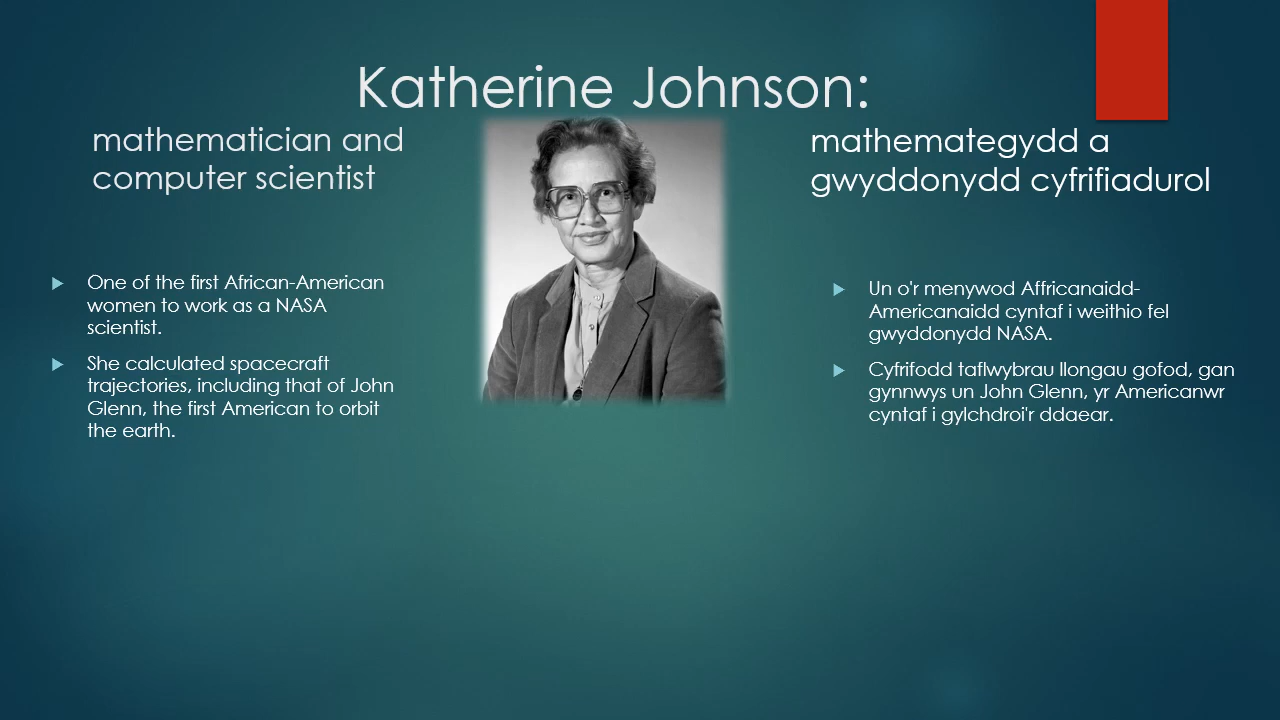 Katherine Johnson:
mathematician and
computer scientist
One of the first African-American
women to work as a NASA
scientist.
She calculated spacecraft
trajectories, including that of John
Glenn, the first American to orbit
the earth.
mathemategydd a
gwyddonydd cyfrifiadurol
Un o'r menywod Affricanaidd-
Americanaidd cyntaf i weithio fel
gwyddonydd NASA.
Cyfrifodd taflwybrau llongau gofod, gan
gynnwys un John Glenn, yr Americanwr
cyntaf i gylchdroi'r ddaear.